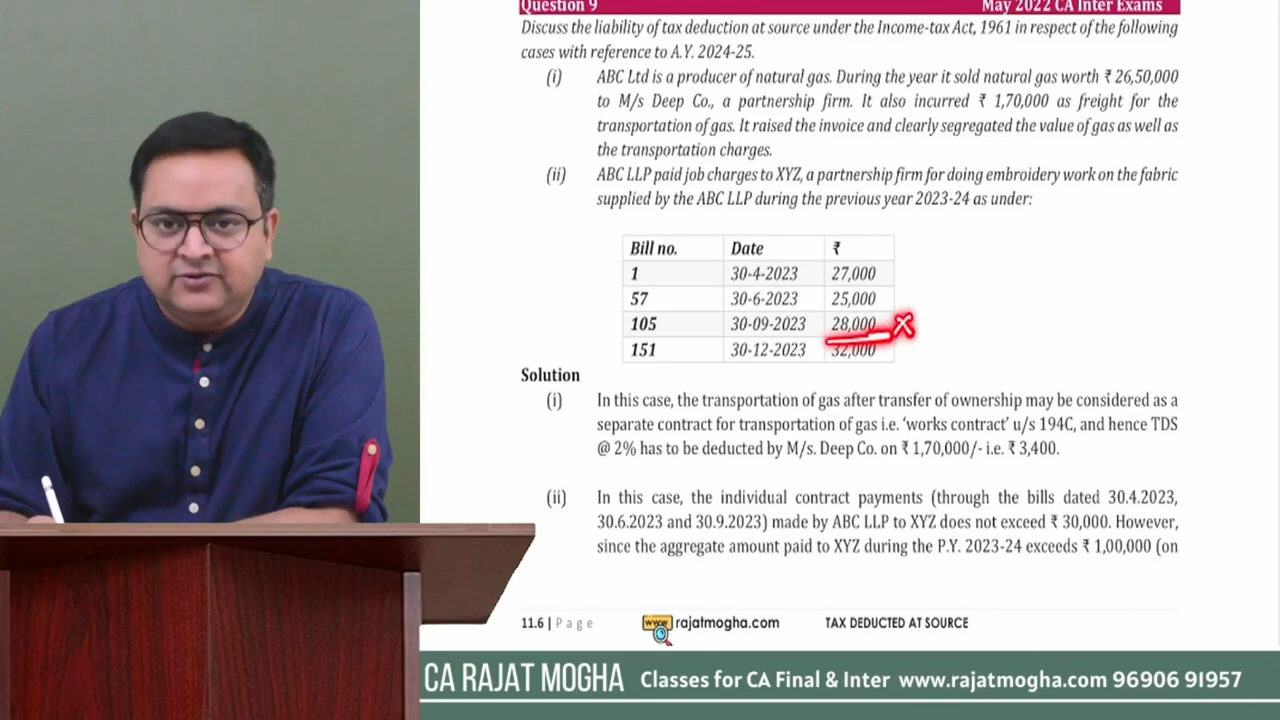 Question 9 May 2022 CA Inter Exams
Discuss the liability of tax deduction at source under the Income-tax Act, 1961 in respect of the following
cases with reference to A.Y. 2024-25.
(i) ABC Ltd is a producer of natural gas. During the year it sold natural gas worth ₹ 26,50,000
to M/s Deep Co., a partnership firm. It also incurred ₹ 1,70,000 as freight for the
transportation of gas. It raised the invoice and clearly segregated the value of gas as well as
the transportation charges.
(ii) ABC LLP paid job charges to XYZ, a partnership firm for doing embroidery work on the fabric
supplied by the ABC LLP during the previous year 2023-24 as under:
Bill no. Date ₹
1 30-4-2023 27,000
57 30-6-2023 25,000
105 30-09-2023 28,000 x
151 30-12-2023 32,000
Solution
(i) In this case, the transportation of gas after transfer of ownership may be considered as a
separate contract for transportation of gas i.e. ‘works contract’ u/s 194C, and hence TDS
@ 2% has to be deducted by M/s. Deep Co. on ₹ 1,70,000/- i.e. ₹ 3,400.
(ii) In this case, the individual contract payments (through the bills dated 30.4.2023,
30.6.2023 and 30.9.2023) made by ABC LLP to XYZ does not exceed ₹ 30,000. However,
since the aggregate amount paid to XYZ during the P.Y. 2023-24 exceeds ₹ 1,00,000 (on
11.6 | Page www rajatmogha.com TAX DEDUCTED AT SOURCE
CA RAJAT MOGHA Classes for CA Final & Inter www.rajatmogha.com 96906 91957